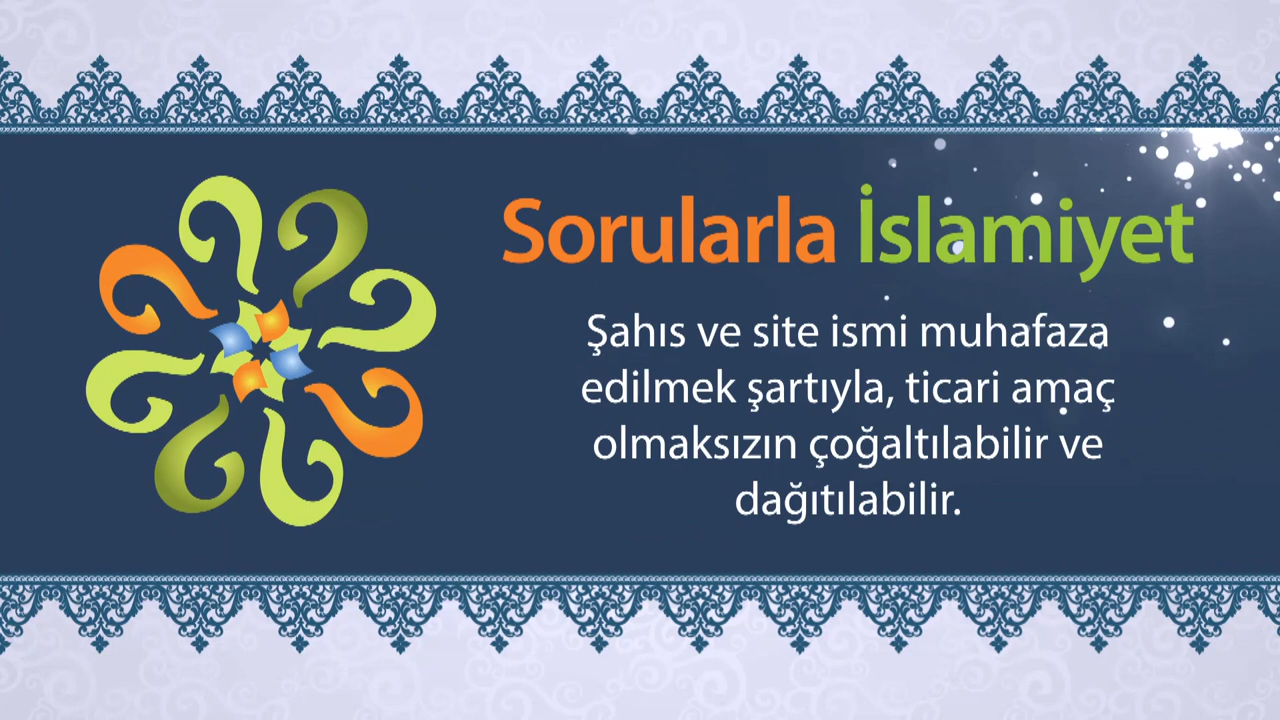 Sorularla İslamiyet
Şahıs ve site ismi muhafaza
edilmek şartıyla, ticari amaç
olmaksızın çoğaltılabilir ve
dağıtılabilir.